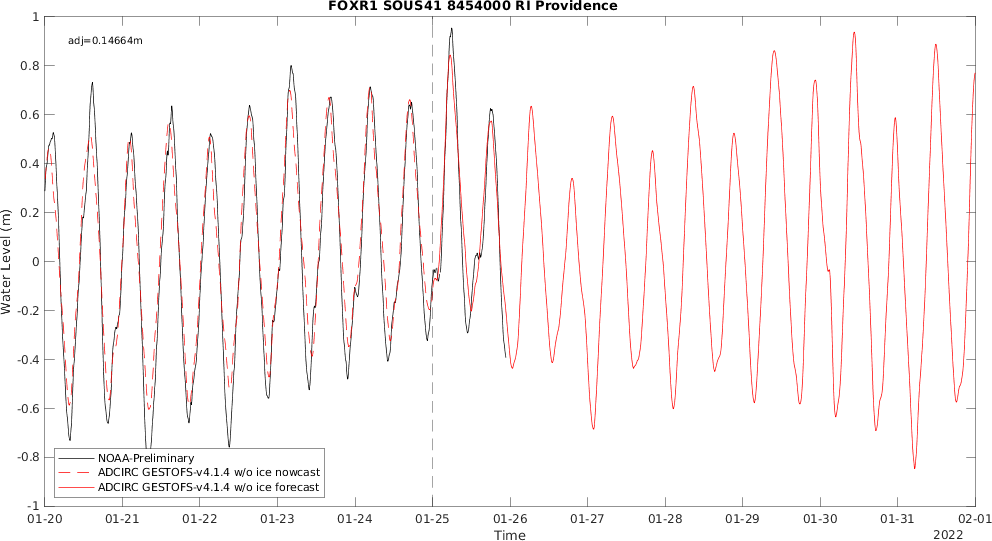 FOXR1 SOUS41 8454000 RI Providence
adj=0.14664m
1
0.8
0.6
0.4
0.2
0
-0.2
-0.4
-0.6
-0.8
-1
Water Level (m)
NOAA-Preliminary
ADCIRC GESTOFS-v4.1.4 w/o ice nowcast
ADCIRC GESTOFS-v4.1.4 w/o ice forecast
01-20 01-21 01-22 01-23 01-24 01-25 01-26 01-27 01-28 01-29 01-30 01-31 02-01
Time
2022